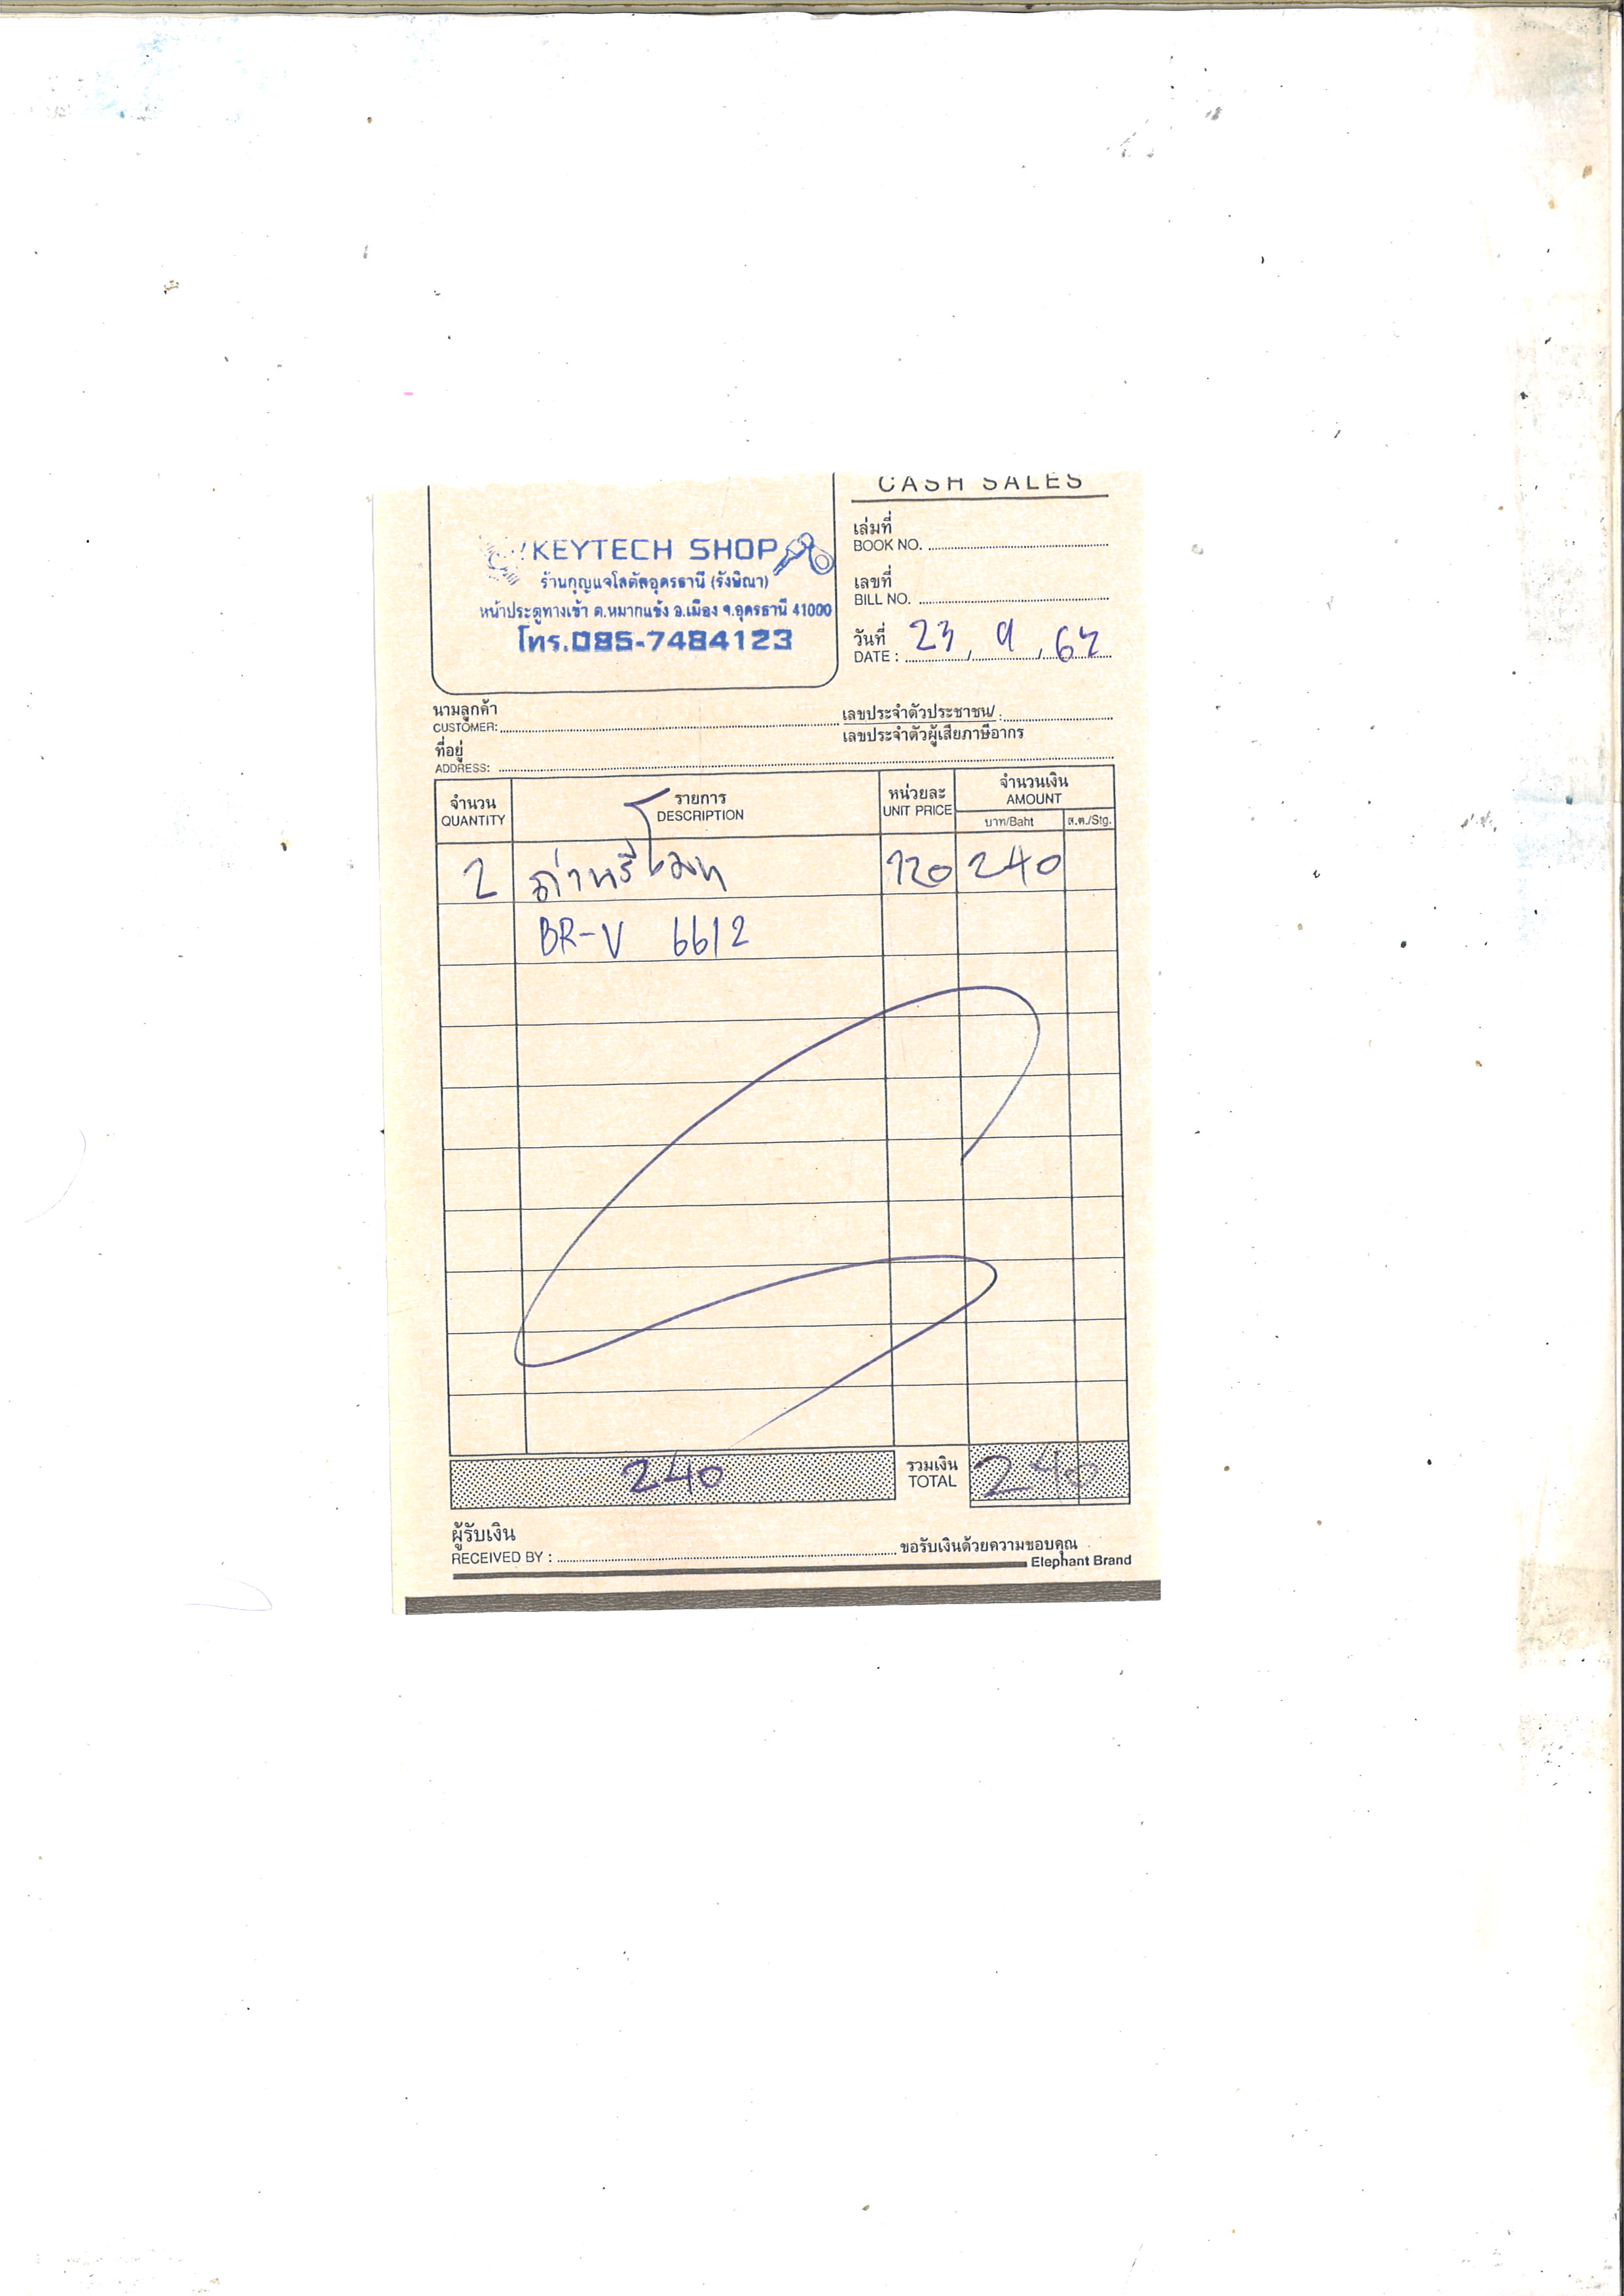 CASH SALES
KEYTECH SHOP
ร้านกุญแจโลตัสอุดรธานี (รังษิณา)
หน้าประตูทางเข้า ต.หมากแข้ง อ.เมือง จ.อุดรธานี 41000
โทร.085-7484123
เล่มที่
BOOK NO.
เลขที่
BILL NO.
วันที่ 23 / 9 / 67
DATE :
นามลูกค้า
CUSTOMER:
เลขประจำตัวประชาชน/ :
เลขประจำตัวผู้เสียภาษีอากร
ที่อยู่
ADDRESS:
จำนวน รายการ หน่วยละ จำนวนเงิน
QUANTITY DESCRIPTION UNIT PRICE AMOUNT
บาท/Baht ส.ต./Stg.
2 ถ่านรีโมท 120 240
BR-V 6612
240 รวมเงิน 240
TOTAL
ผู้รับเงิน
RECEIVED BY :
ขอรับเงินด้วยความขอบคุณ
Elephant Brand